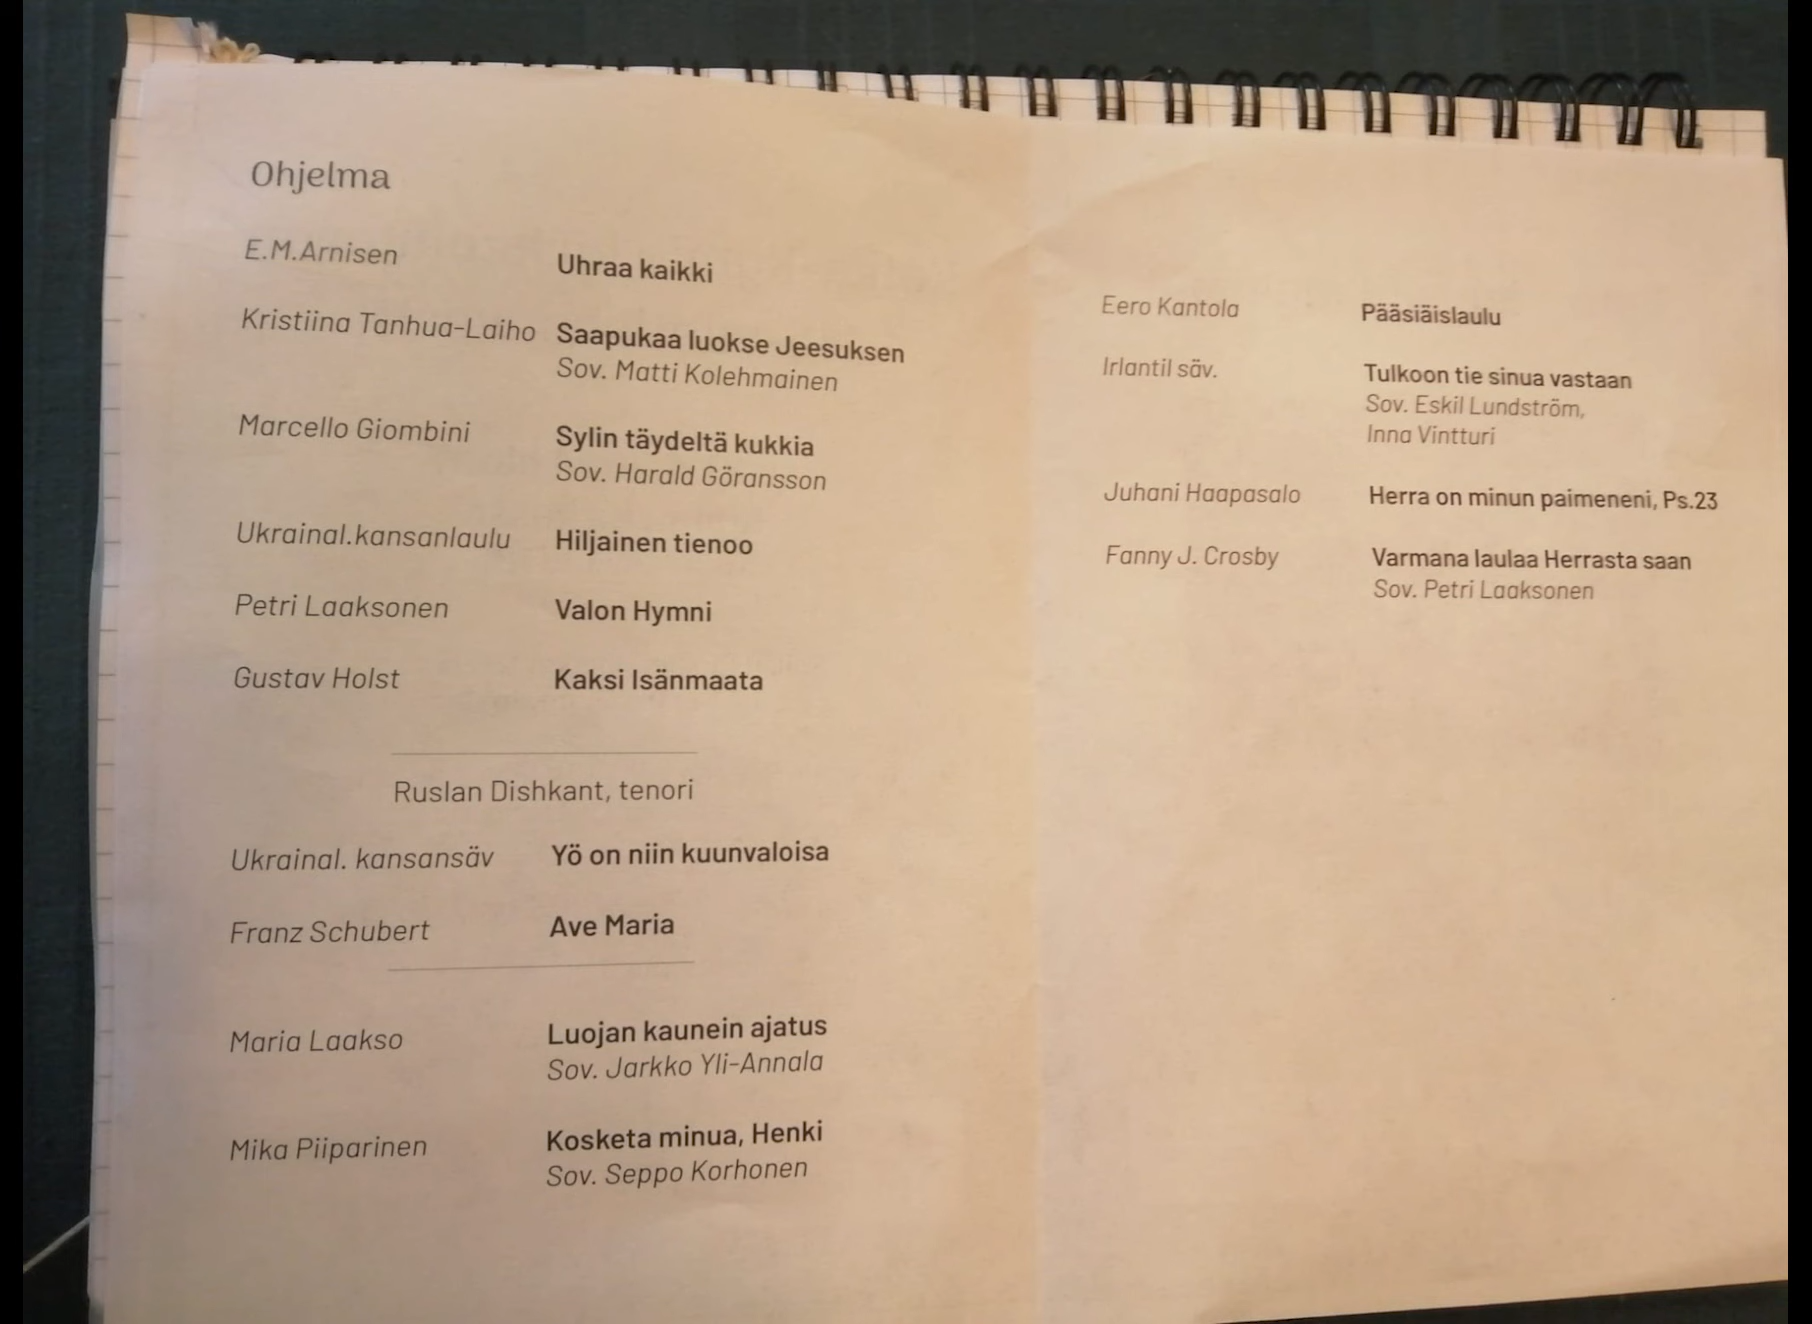 Ohjelma
E.M.Arnisen Uhraa kaikki
Kristiina Tanhua-Laiho Saapukaa luokse Jeesuksen
Sov. Matti Kolehmainen
Marcello Giombini Sylin täydeltä kukkia
Sov. Harald Göransson
Ukrainal.kansanlaulu Hiljainen tienoo
Petri Laaksonen Valon Hymni
Gustav Holst Kaksi Isänmaata
Ruslan Dishkant, tenori
Ukrainal. kansansäv Yö on niin kuunvaloisa
Franz Schubert Ave Maria
Maria Laakso Luojan kaunein ajatus
Sov. Jarkko Yli-Annala
Mika Piiparinen Kosketa minua, Henki
Sov. Seppo Korhonen
Eero Kantola Pääsiäislaulu
Irlantil säv. Tulkoon tie sinua vastaan
Sov. Eskil Lundström,
Inna Vintturi
Juhani Haapasalo Herra on minun paimeneni, Ps.23
Fanny J. Crosby Varmana laulaa Herrasta saan
Sov. Petri Laaksonen